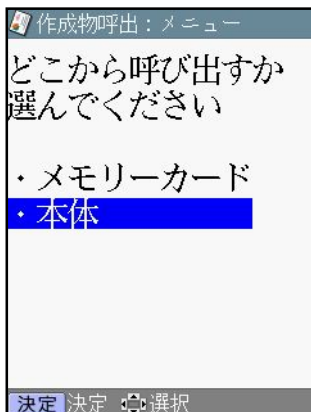 作成物呼出：メニュー
どこから呼び出すか
選んでください
・メモリーカード
・本体
決定 決定 選択